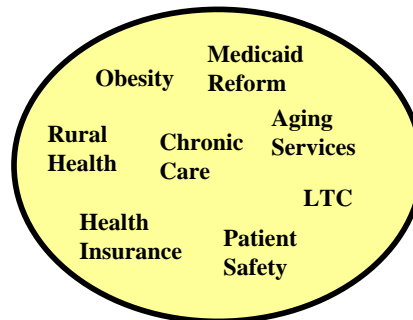 Obesity
Medicaid
Reform
Rural
Health
Chronic
Care
Aging
Services
LTC
Health
Insurance
Patient
Safety